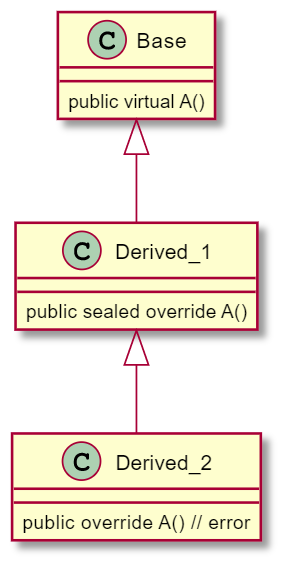 C Base
public virtual A()
C Derived_1
public sealed override A()
C Derived_2
public override A() // error